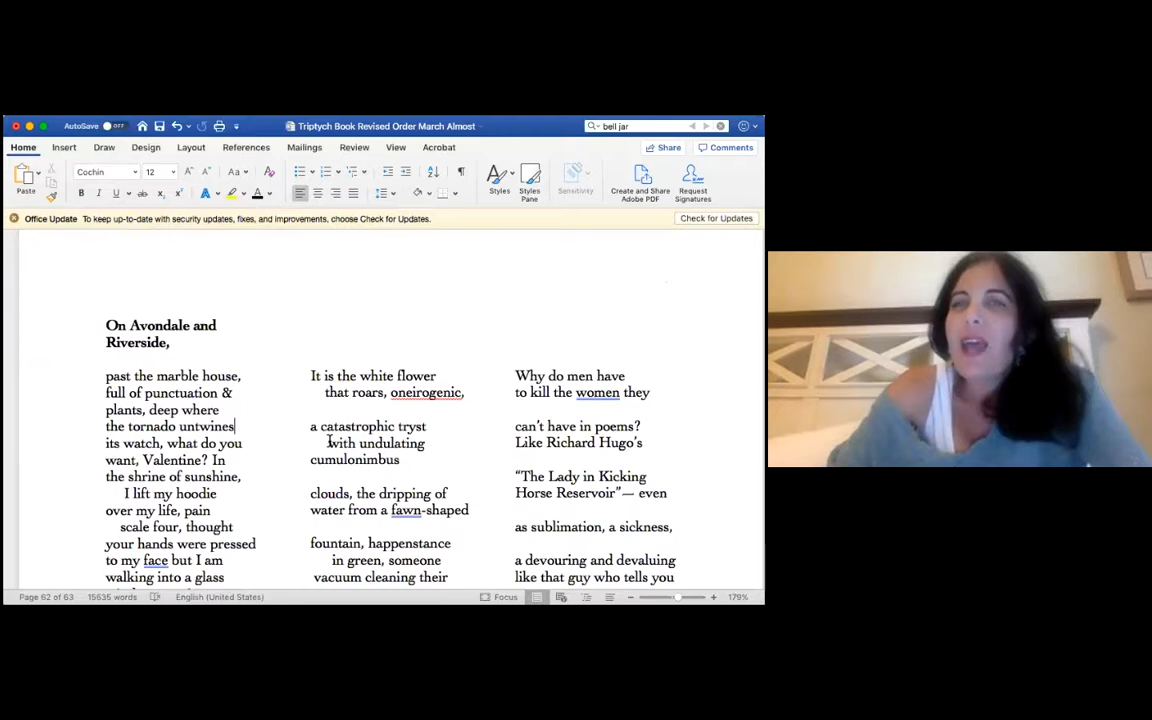 AutoSave OFF
Triptych Book Revised Order March Almost
bell jar
Home Insert Draw Design Layout References Mailings Review View Acrobat
Share Comments
Paste
Cochin 12
Styles
Styles Pane
Sensitivity
Create and Share Adobe PDF
Request Signatures
Office Update To keep up-to-date with security updates, fixes, and improvements, choose Check for Updates.
Check for Updates
On Avondale and
Riverside,
past the marble house,
full of punctuation &
plants, deep where
the tornado untwines
its watch, what do you
want, Valentine? In
the shrine of sunshine,
I lift my hoodie
over my life, pain
scale four, thought
your hands were pressed
to my face but I am
walking into a glass
It is the white flower
that roars, oneirogenic,
a catastrophic tryst
with undulating
cumulonimbus
clouds, the dripping of
water from a fawn-shaped
fountain, happenstance
in green, someone
vacuum cleaning their
Why do men have
to kill the women they
can't have in poems?
Like Richard Hugo's
"The Lady in Kicking
Horse Reservoir"— even
as sublimation, a sickness,
a devouring and devaluing
like that guy who tells you
Page 62 of 63 15635 words English (United States) Focus 179%